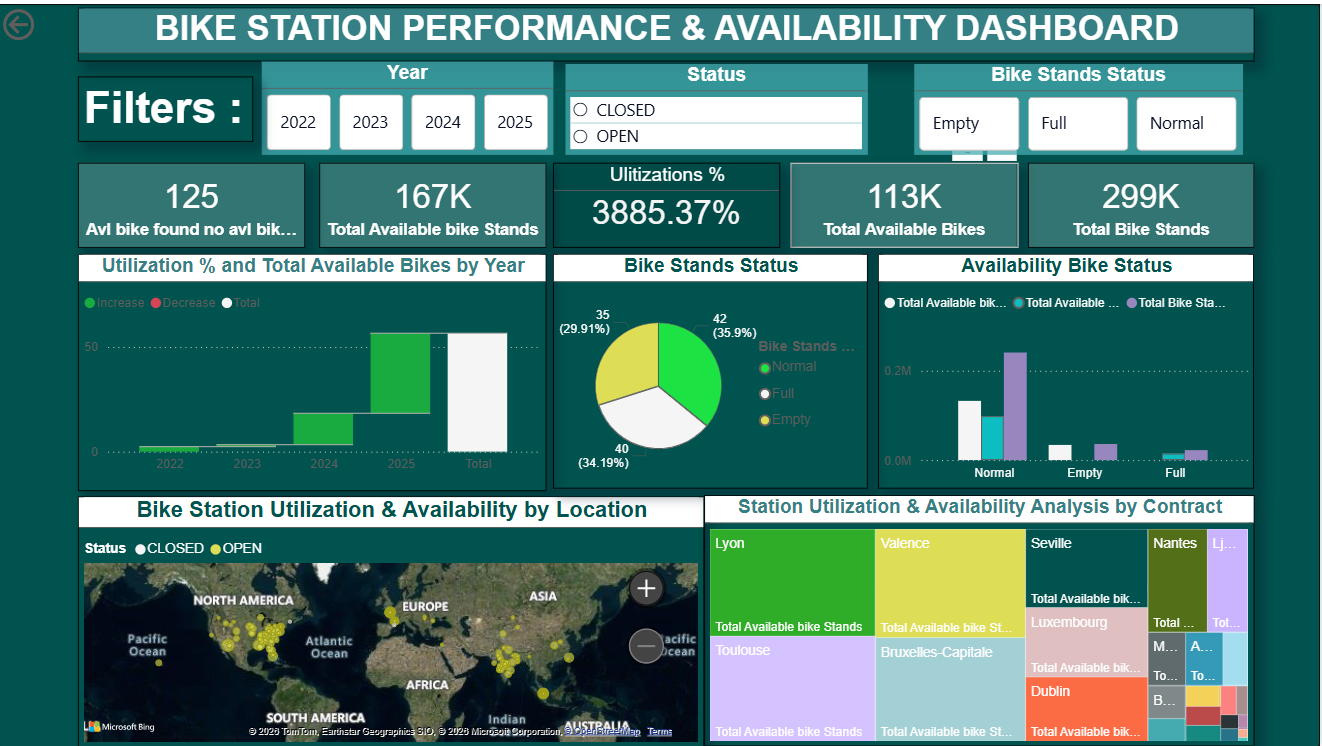 BIKE STATION PERFORMANCE & AVAILABILITY DASHBOARD
Filters :
Year
2022
2023
2024
2025
Status
CLOSED
OPEN
Bike Stands Status
Empty
Full
Normal
125
Avl bike found no avl bik...
167K
Total Available bike Stands
Ulitizations %
3885.37%
113K
Total Available Bikes
299K
Total Bike Stands
Utilization % and Total Available Bikes by Year
Increase Decrease Total
50
0
2022 2023 2024 2025 Total
Bike Stands Status
35
(29.91%)
42
(35.9%)
40
(34.19%)
Bike Stands ...
Normal
Full
Empty
Availability Bike Status
Total Available bik... Total Available ... Total Bike Sta...
0.2M
0.0M
Normal Empty Full
Bike Station Utilization & Availability by Location
Status CLOSED OPEN
NORTH AMERICA
EUROPE
ASIA
Pacific
Ocean
Atlantic
Ocean
acific
cean
AFRICA
SOUTH AMERICA
Indian
AUSTRALIA
Microsoft Bing
© 2026 TomTom, Earthstar Geographics SIO, © 2026 Microsoft Corporation, © OpenStreetMap Terms
Station Utilization & Availability Analysis by Contract
Lyon
Total Available bike Stands
Toulouse
Total Available bike Stands
Valence
Total Available bike St...
Bruxelles-Capitale
Total Available bike St...
Seville
Total Available bik...
Luxembourg
Total Available bik...
Dublin
Total Available bik...
Nantes
Total ...
Lj...
Tot...
M...
To...
A...
To...
B...